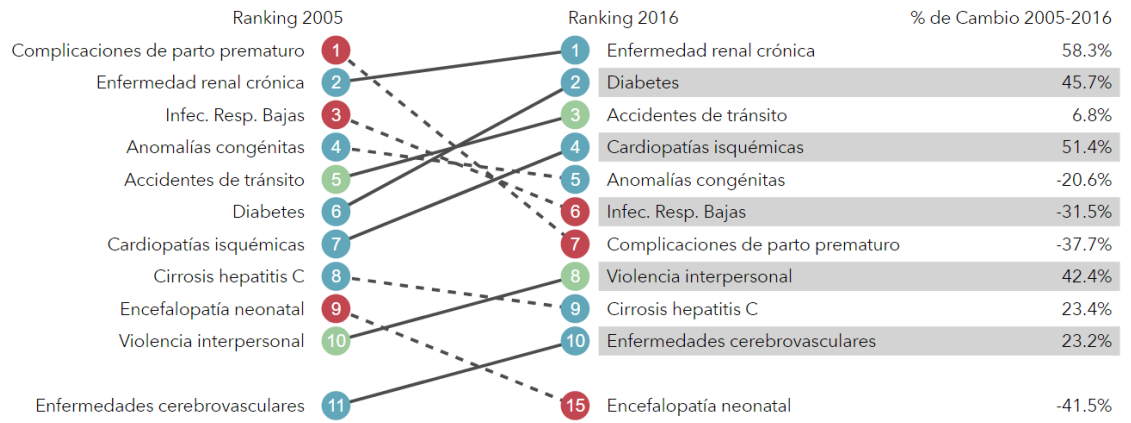 Ranking 2005 Ranking 2016 % de Cambio 2005-2016
Complicaciones de parto prematuro 1 1 Enfermedad renal crónica 58.3%
Enfermedad renal crónica 2 2 Diabetes 45.7%
Infec. Resp. Bajas 3 3 Accidentes de tránsito 6.8%
Anomalías congénitas 4 4 Cardiopatías isquémicas 51.4%
Accidentes de tránsito 5 5 Anomalías congénitas -20.6%
Diabetes 6 6 Infec. Resp. Bajas -31.5%
Cardiopatías isquémicas 7 7 Complicaciones de parto prematuro -37.7%
Cirrosis hepatitis C 8 8 Violencia interpersonal 42.4%
Encefalopatía neonatal 9 9 Cirrosis hepatitis C 23.4%
Violencia interpersonal 10 10 Enfermedades cerebrovasculares 23.2%
Enfermedades cerebrovasculares 11 15 Encefalopatía neonatal -41.5%